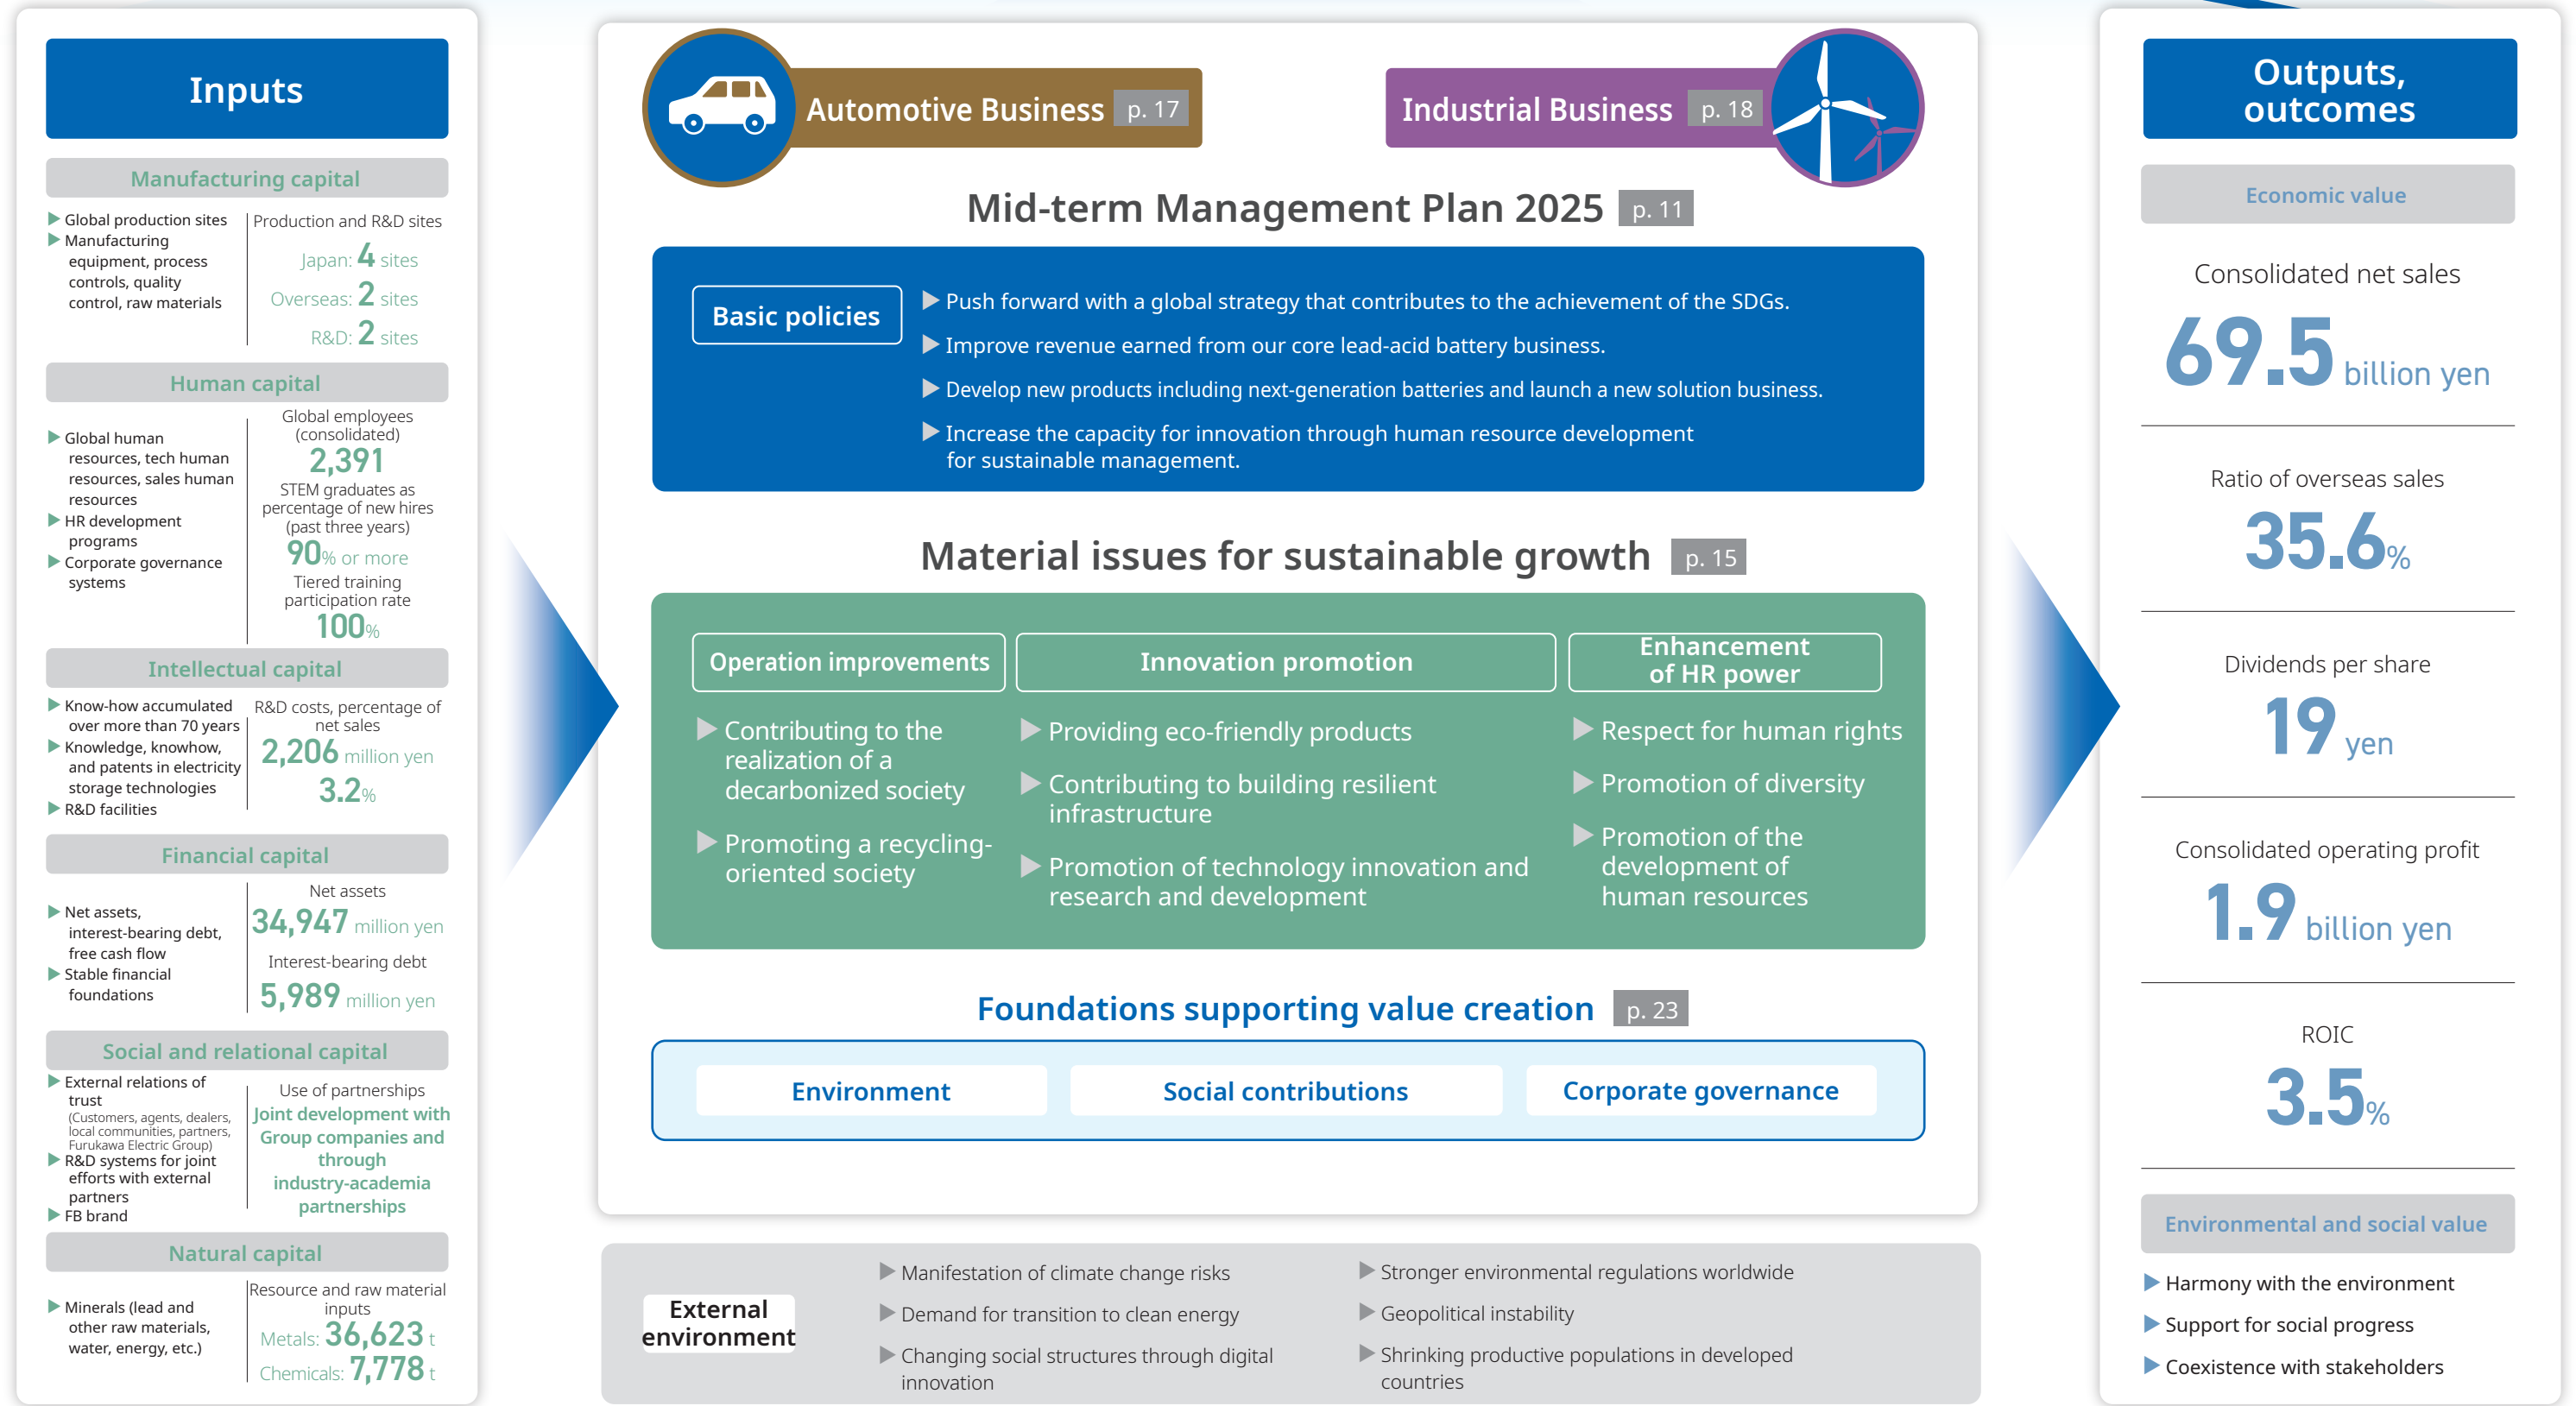 Inputs
Manufacturing capital
Global production sites
Manufacturing
equipment, process
controls, quality
control, raw materials
Production and R&D sites
Japan: 4 sites
Overseas: 2 sites
R&D: 2 sites
Human capital
Global human
resources, tech human
resources, sales human
resources
HR development
programs
Corporate governance
systems
Global employees
(consolidated)
2,391
STEM graduates as
percentage of new hires
(past three years)
90% or more
Tiered training
participation rate
100%
Intellectual capital
Know-how accumulated
over more than 70 years
Knowledge, knowhow,
and patents in electricity
storage technologies
R&D facilities
R&D costs, percentage of
net sales
2,206 million yen
3.2%
Financial capital
Net assets,
interest-bearing debt,
free cash flow
Stable financial
foundations
Net assets
34,947 million yen
Interest-bearing debt
5,989 million yen
Social and relational capital
External relations of
trust
(Customers, agents, dealers,
local communities, partners,
Furukawa Electric Group)
R&D systems for joint
efforts with external
partners
FB brand
Use of partnerships
Joint development with
Group companies and
through
industry-academia
partnerships
Natural capital
Minerals (lead and
other raw materials,
water, energy, etc.)
Resource and raw material
inputs
Metals: 36,623 t
Chemicals: 7,778 t
Automotive Business p. 17
Industrial Business p. 18
Mid-term Management Plan 2025 p. 11
Basic policies
Push forward with a global strategy that contributes to the achievement of the SDGs.
Improve revenue earned from our core lead-acid battery business.
Develop new products including next-generation batteries and launch a new solution business.
Increase the capacity for innovation through human resource development
for sustainable management.
Material issues for sustainable growth p. 15
Operation improvements
Contributing to the
realization of a
decarbonized society
Promoting a recycling-
oriented society
Innovation promotion
Providing eco-friendly products
Contributing to building resilient
infrastructure
Promotion of technology innovation and
research and development
Enhancement
of HR power
Respect for human rights
Promotion of diversity
Promotion of the
development of
human resources
Foundations supporting value creation p. 23
Environment
Social contributions
Corporate governance
External
environment
Manifestation of climate change risks
Demand for transition to clean energy
Changing social structures through digital
innovation
Stronger environmental regulations worldwide
Geopolitical instability
Shrinking productive populations in developed
countries
Outputs,
outcomes
Economic value
Consolidated net sales
69.5 billion yen
Ratio of overseas sales
35.6%
Dividends per share
19 yen
Consolidated operating profit
1.9 billion yen
ROIC
3.5%
Environmental and social value
Harmony with the environment
Support for social progress
Coexistence with stakeholders